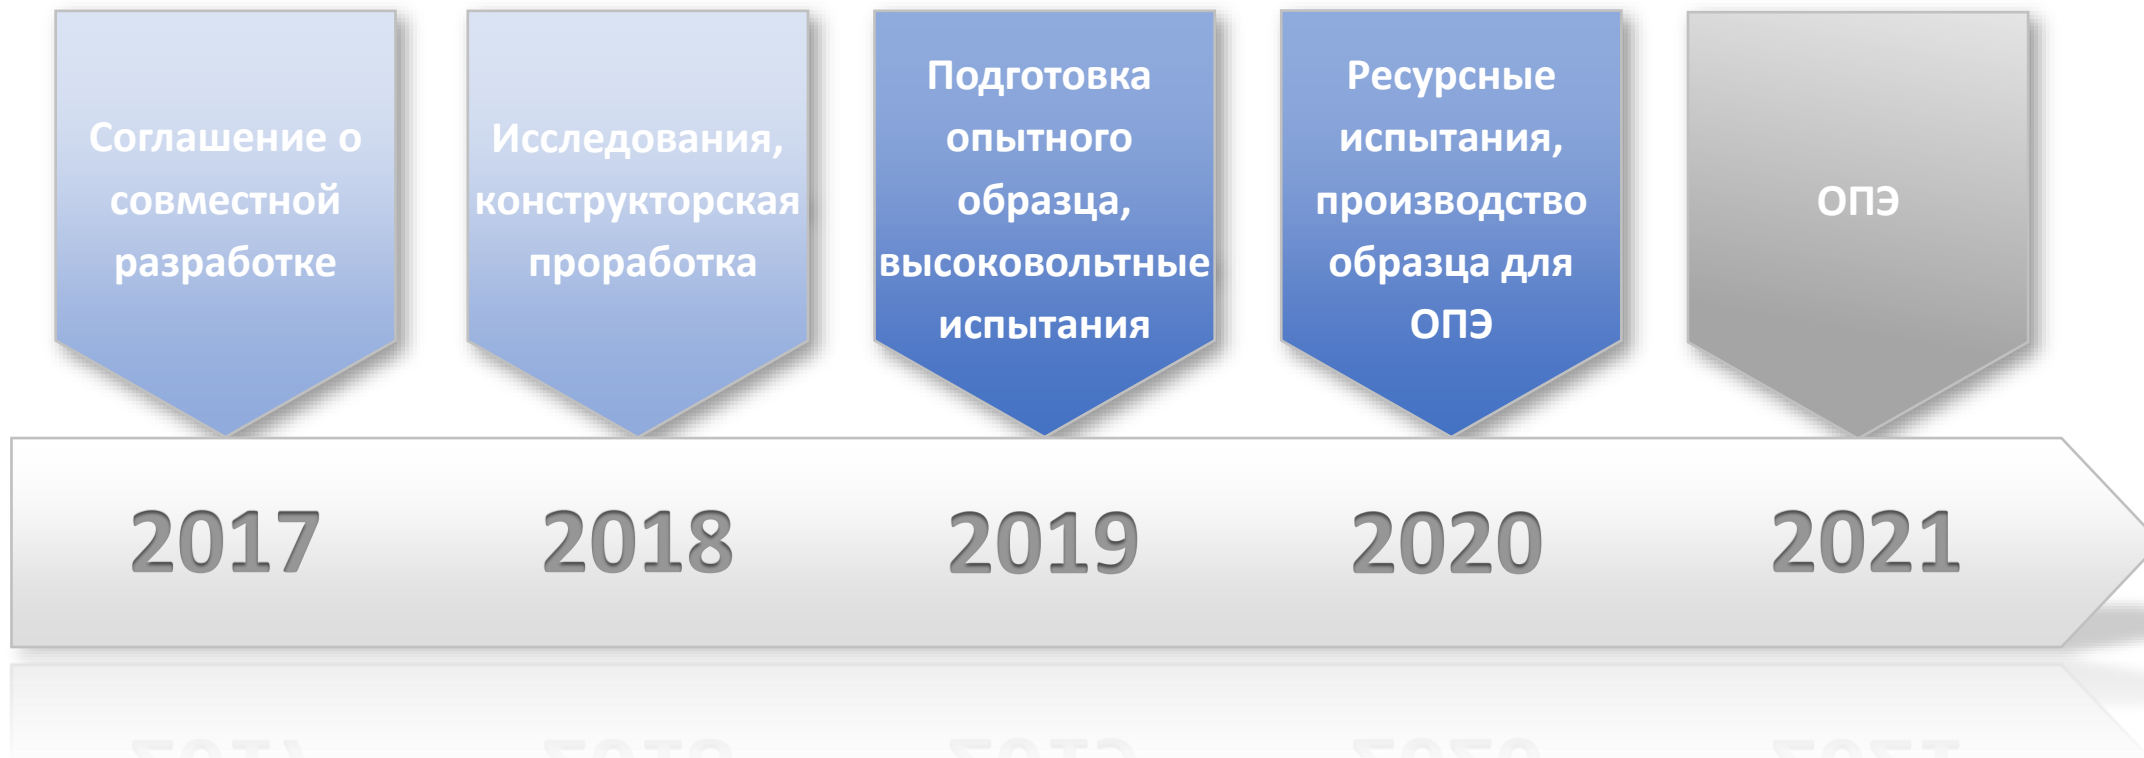 Соглашение о
совместной
разработке
Исследования,
конструкторская
проработка
Подготовка
опытного
образца,
высоковольтные
испытания
Ресурсные
испытания,
производство
образца для
ОПЭ
ОПЭ
2017
2018
2019
2020
2021